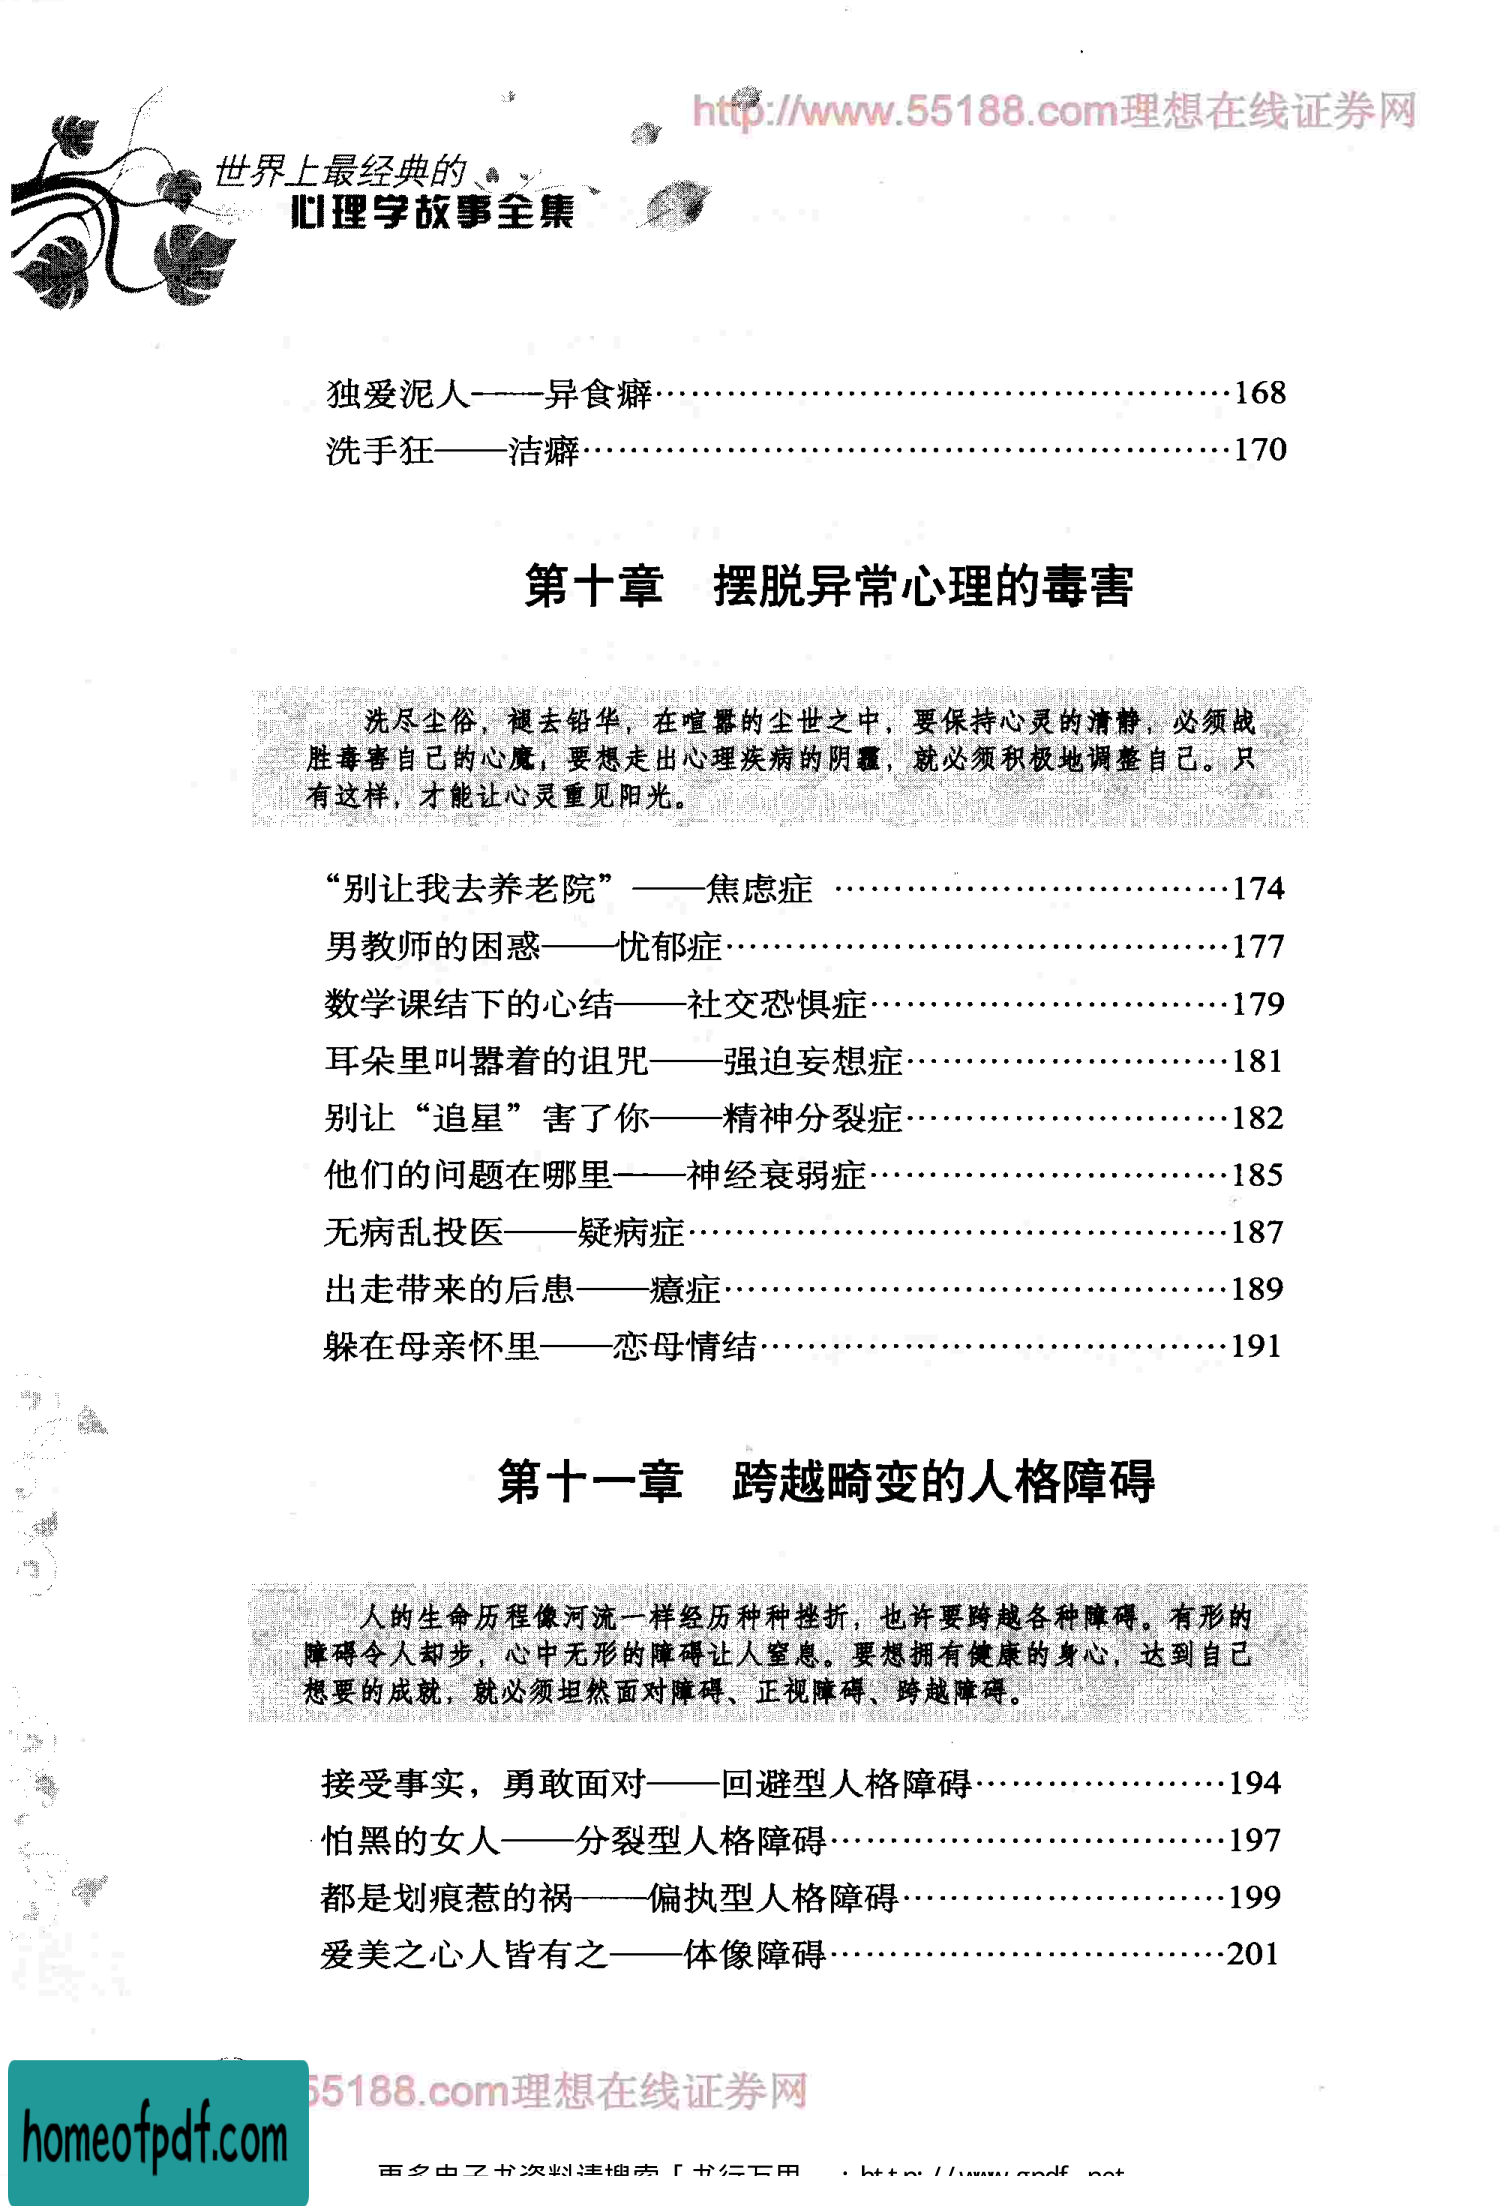 http://www.55188.com理想在线证券网
世界上最经典的
心理学故事全集
独爱泥人——异食癖…………………………………………168
洗手狂——洁癖………………………………………………170
第十章 摆脱异常心理的毒害
洗尽尘俗，褪去铅华，在喧嚣的尘世之中，要保持心灵的清静，必须战
胜毒害自己的心魔，要想走出心理疾病的阴霾，就必须积极地调整自己。只
有这样，才能让心灵重见阳光。
“别让我去养老院”——焦虑症……………………………174
男教师的困惑——忧郁症……………………………………177
数学课结下的心结——社交恐惧症…………………………179
耳朵里叫嚣着的诅咒——强迫妄想症………………………181
别让“追星”害了你——精神分裂症………………………182
他们的问题在哪里——神经衰弱症…………………………185
无病乱投医——疑病症………………………………………187
出走带来的后患——癔症……………………………………189
躲在母亲怀里——恋母情结…………………………………191
第十一章 跨越畸变的人格障碍
人的生命历程像河流一样经历种种挫折，也许要跨越各种障碍。有形的
障碍令人却步，心中无形的障碍让人窒息。要想拥有健康的身心，达到自己
想要的成就，就必须坦然面对障碍、正视障碍、跨越障碍。
接受事实，勇敢面对——回避型人格障碍…………………194
怕黑的女人——分裂型人格障碍……………………………197
都是划痕惹的祸——偏执型人格障碍………………………199
爱美之心人皆有之——体像障碍……………………………201
55188.com理想在线证券网
homeofpdf.com